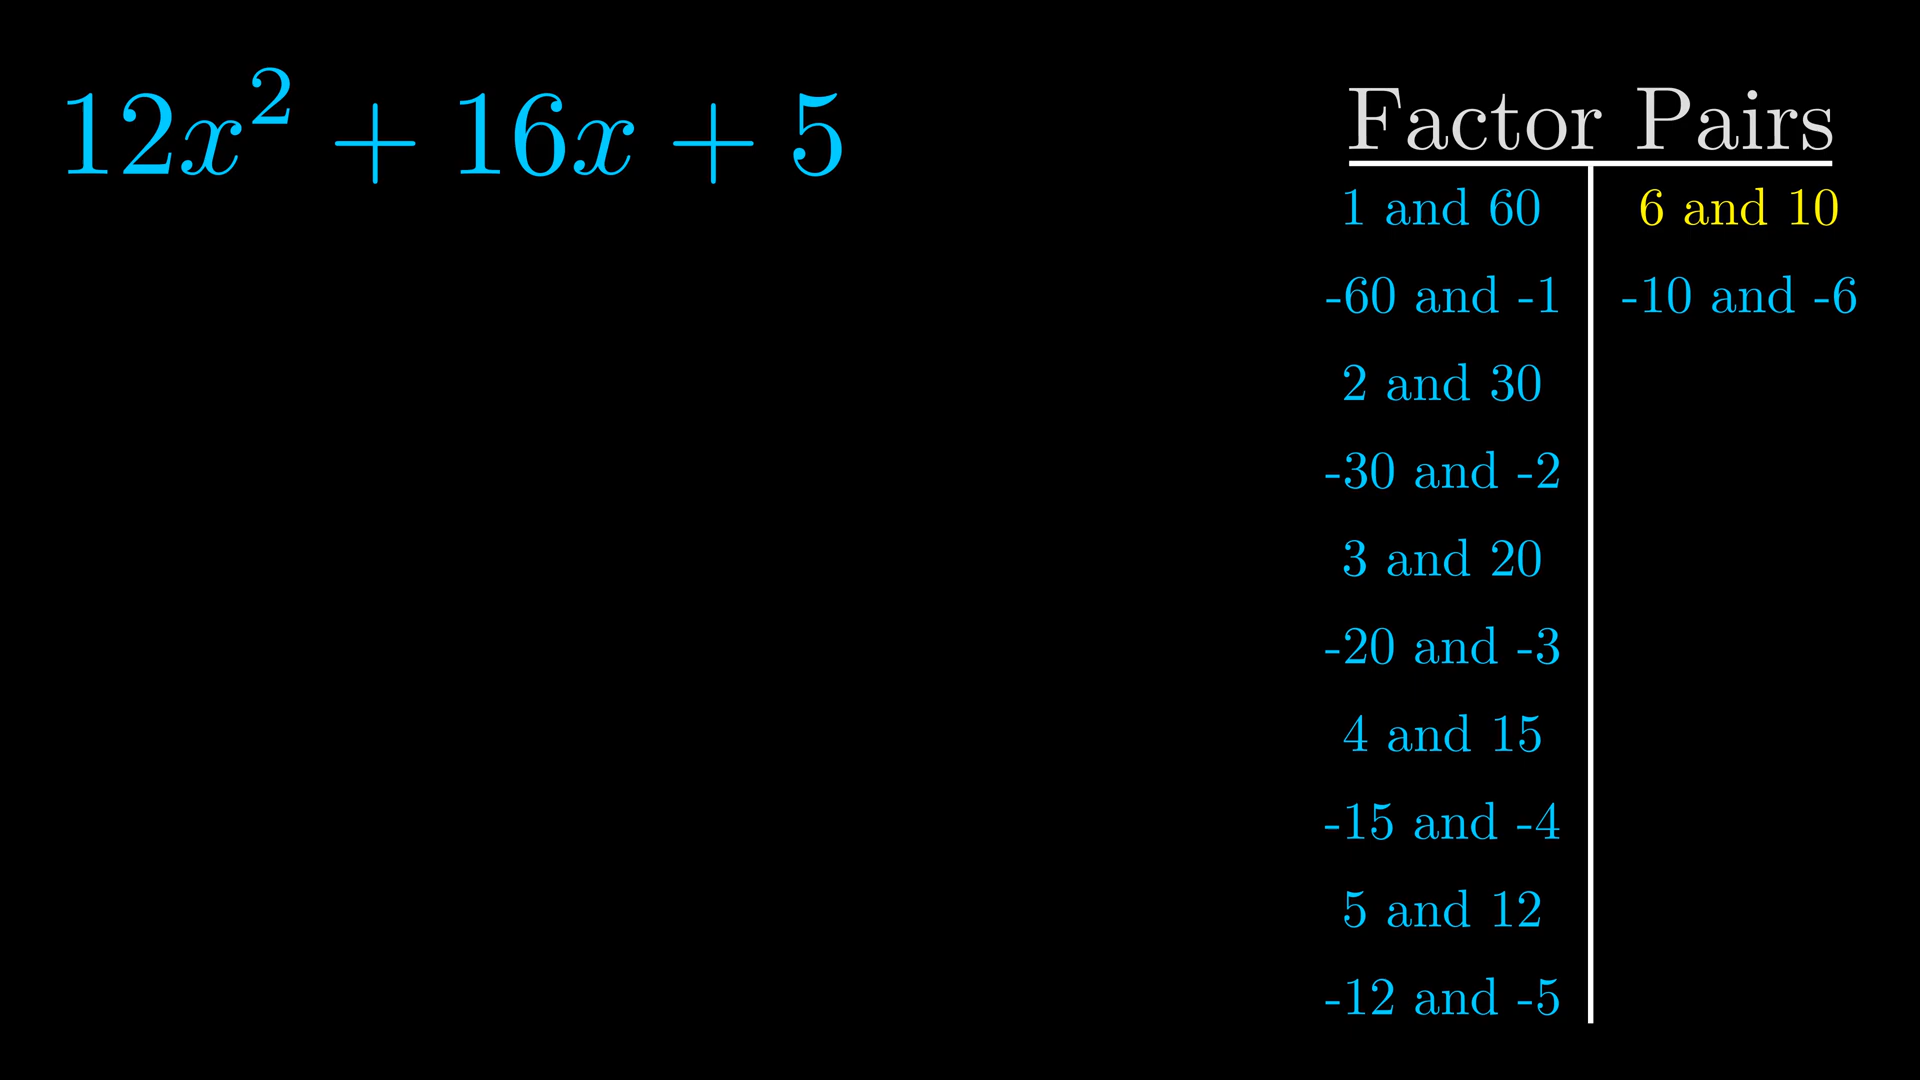 12x² + 16x + 5
Factor Pairs
1 and 60
-60 and -1
2 and 30
-30 and -2
3 and 20
-20 and -3
4 and 15
-15 and -4
5 and 12
-12 and -5
6 and 10
-10 and -6